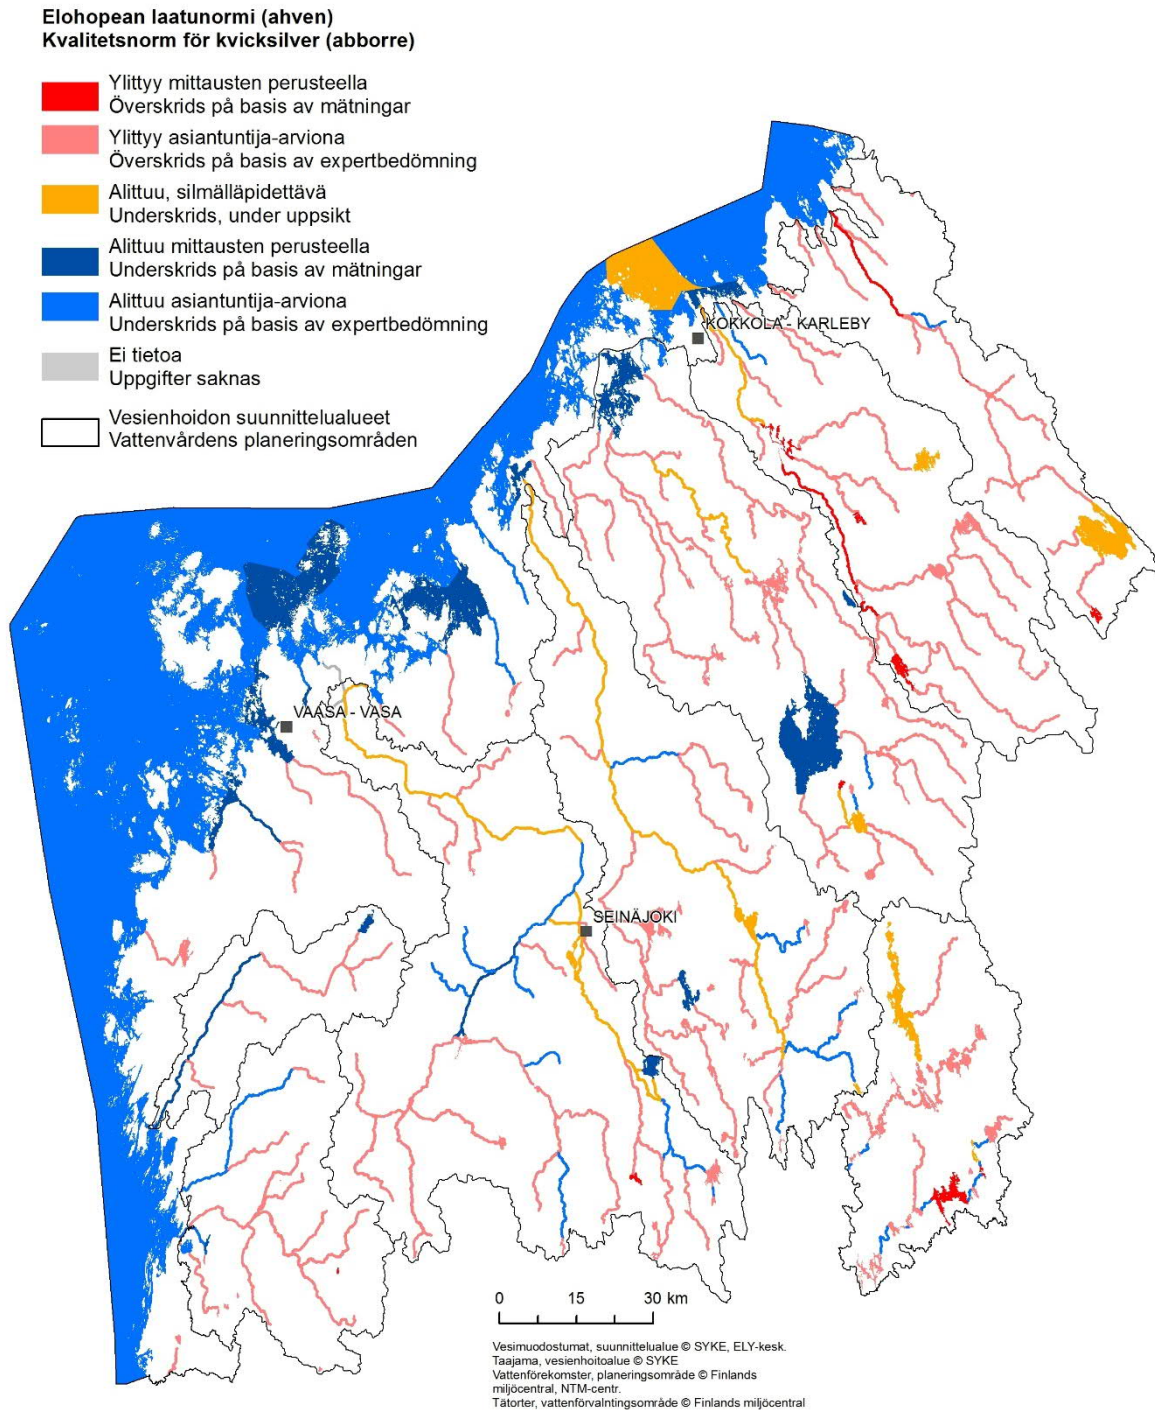 Elohopean laatunormi (ahven)
Kvalitetsnorm för kvicksilver (abborre)
Ylittyy mittausten perusteella
Överskrids på basis av mätningar
Ylittyy asiantuntija-arviona
Överskrids på basis av expertbedömning
Alittuu, silmälläpidettävä
Underskrids, under uppsikt
Alittuu mittausten perusteella
Underskrids på basis av mätningar
Alittuu asiantuntija-arviona
Underskrids på basis av expertbedömning
Ei tietoa
Uppgifter saknas
Vesienhoidon suunnittelualueet
Vattenvårdens planeringsområden
KOKKOLA - KARLEBY
VAASA - VASA
SEINÄJOKI
0 15 30 km
Vesimuodostumat, suunnittelualue © SYKE, ELY-kesk.
Taajama, vesienhoitoalue © SYKE
Vattenförekomster, planeringsområde © Finlands
miljöcentral, NTM-centr.
Tätorter, vattenförvalntingsområde © Finlands miljöcentral